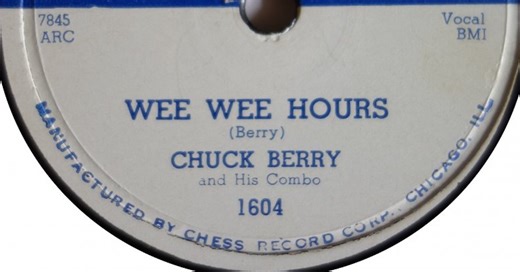 7845
ARC
Vocal
BMI
WEE WEE HOURS
(Berry)
CHUCK BERRY
and His Combo
1604
MANUFACTURED BY CHESS RECORD CORP., CHICAGO, ILL